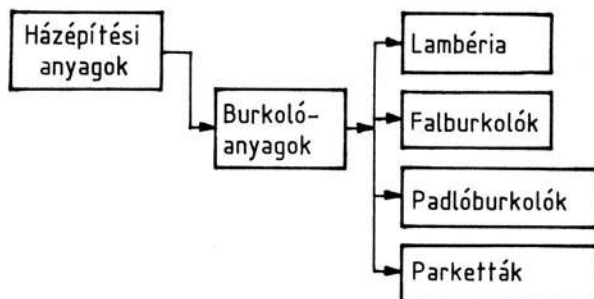 Házépítési
anyagok
Burkoló-
anyagok
Lambéria
Falburkolók
Padlóburkolók
Parketták